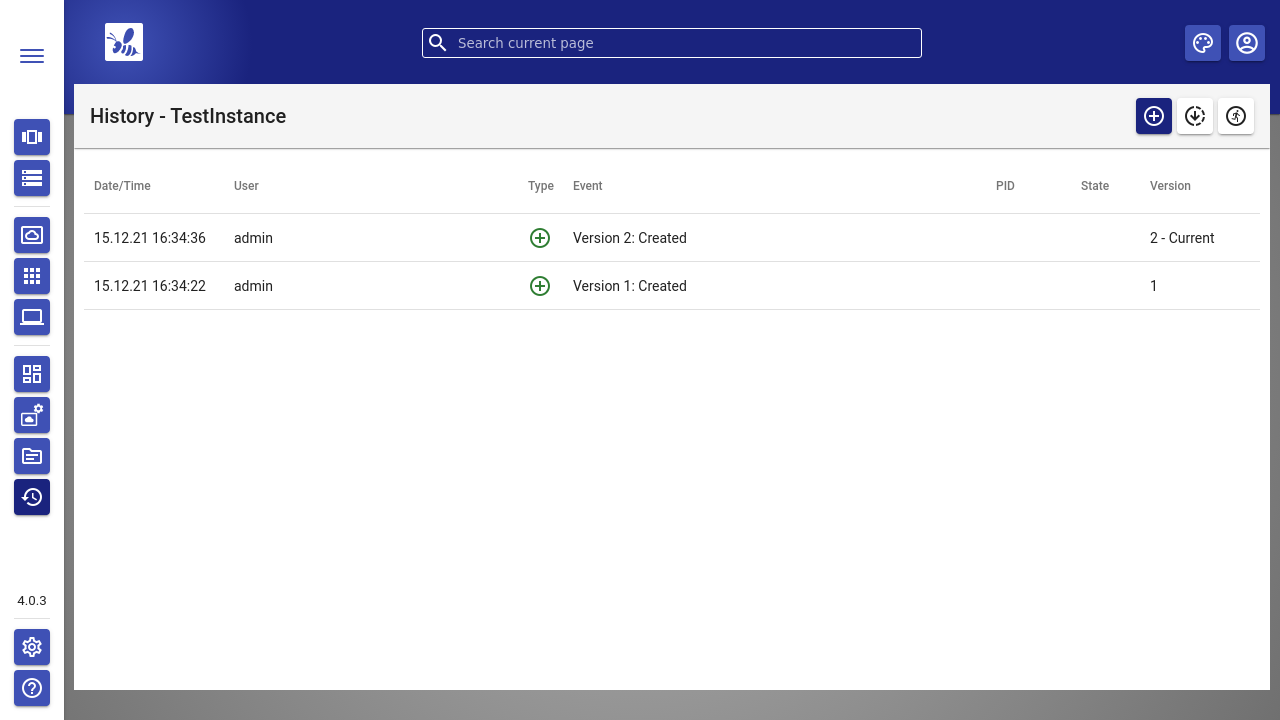 Search current page
History - TestInstance
Date/Time User Type Event PID State Version
15.12.21 16:34:36 admin Version 2: Created 2 - Current
15.12.21 16:34:22 admin Version 1: Created 1
4.0.3